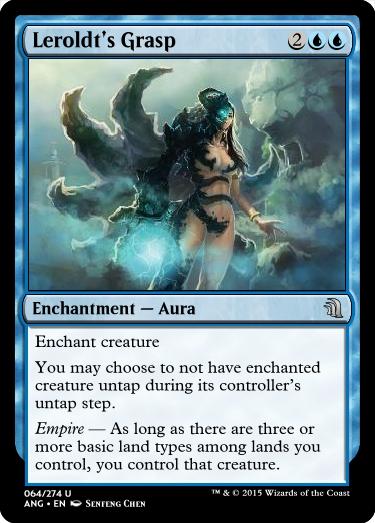 Leroldt's Grasp 2
Enchantment — Aura
Enchant creature
You may choose to not have enchanted
creature untap during its controller's
untap step.
Empire — As long as there are three or
more basic land types among lands you
control, you control that creature.
064/274 U
ANG • EN Senfeng Chen
™ & © 2015 Wizards of the Coast